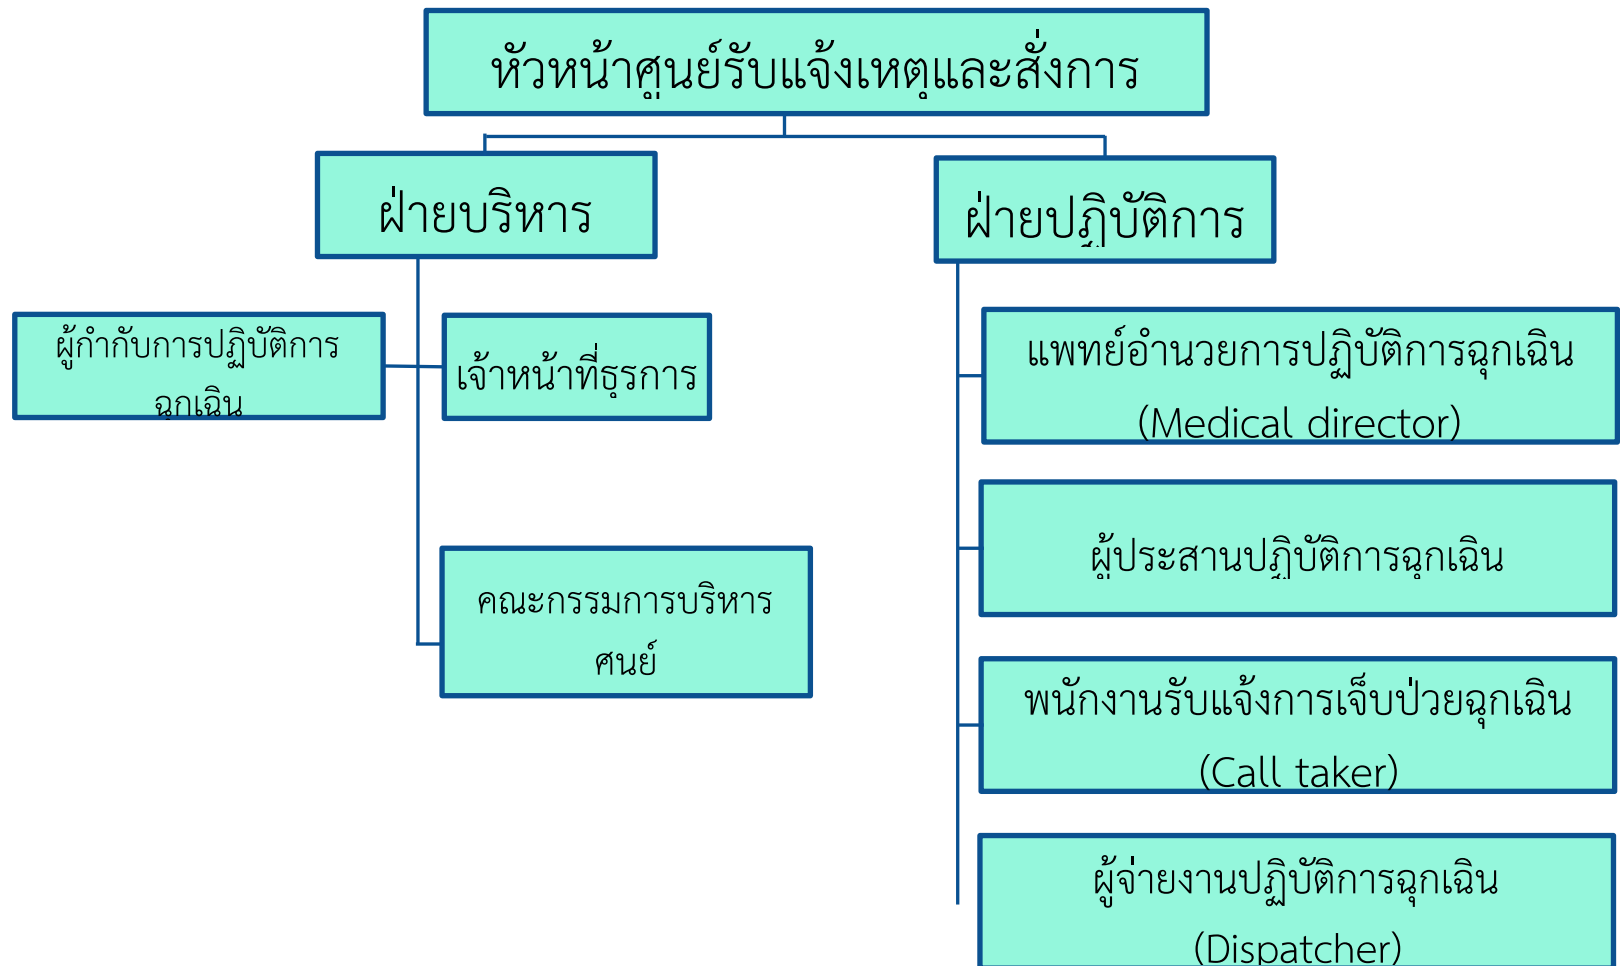 หัวหน้าศูนย์รับแจ้งเหตุและสั่งการ
ฝ่ายบริหาร
ฝ่ายปฏิบัติการ
ผู้กำกับการปฏิบัติการ
ฉุกเฉิน
เจ้าหน้าที่ธุรการ
คณะกรรมการบริหาร
ศูนย์
แพทย์อำนวยการปฏิบัติการฉุกเฉิน
(Medical director)
ผู้ประสานปฏิบัติการฉุกเฉิน
พนักงานรับแจ้งการเจ็บป่วยฉุกเฉิน
(Call taker)
ผู้จ่ายงานปฏิบัติการฉุกเฉิน
(Dispatcher)